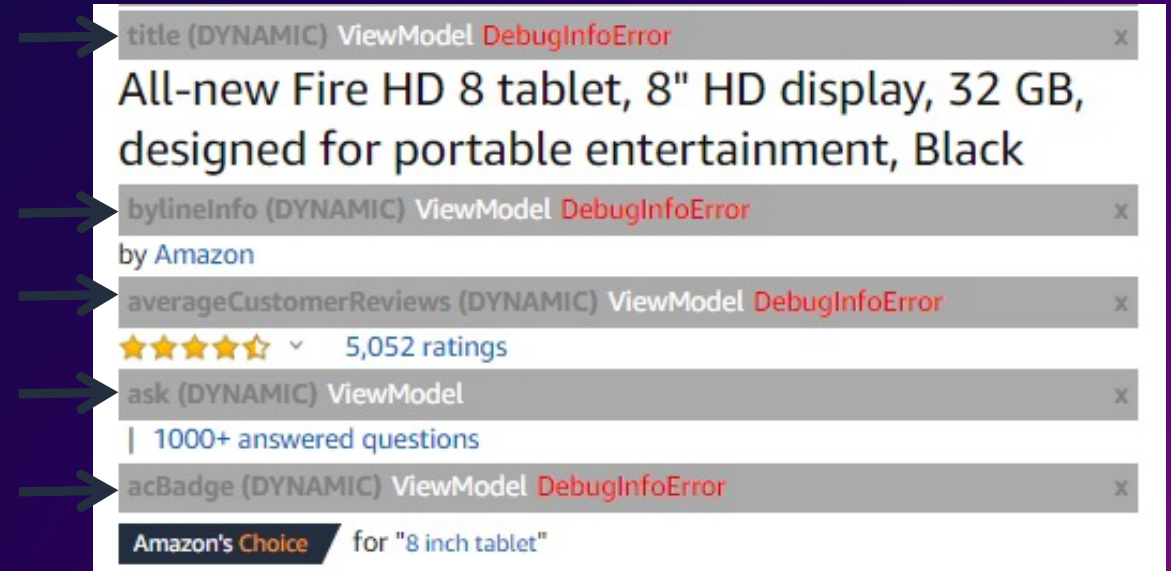 title (DYNAMIC) ViewModel DebugInfoError x
All-new Fire HD 8 tablet, 8" HD display, 32 GB,
designed for portable entertainment, Black
bylineInfo (DYNAMIC) ViewModel DebugInfoError x
by Amazon
averageCustomerReviews (DYNAMIC) ViewModel DebugInfoError x
5,052 ratings
ask (DYNAMIC) ViewModel x
| 1000+ answered questions
acBadge (DYNAMIC) ViewModel DebugInfoError x
Amazon's Choice for "8 inch tablet"